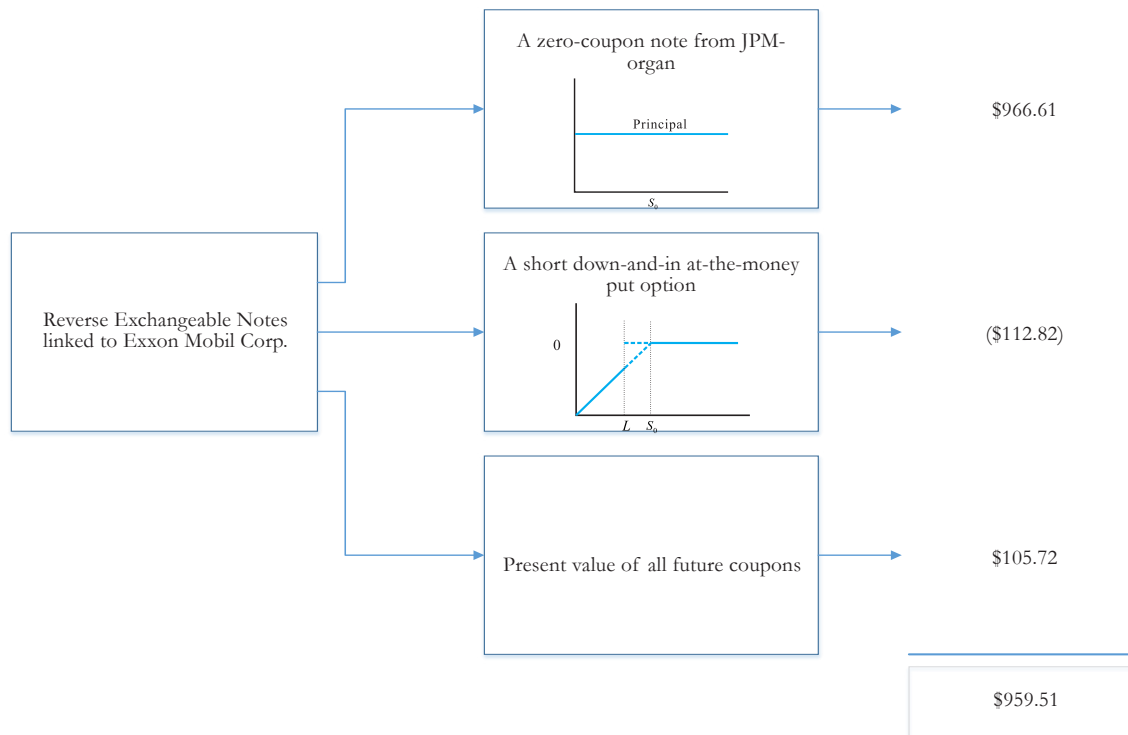 A zero-coupon note from JPM-
organ
Principal
S₀
$966.61
Reverse Exchangeable Notes
linked to Exxon Mobil Corp.
A short down-and-in at-the-money
put option
0
L
S₀
($112.82)
Present value of all future coupons
$105.72
$959.51